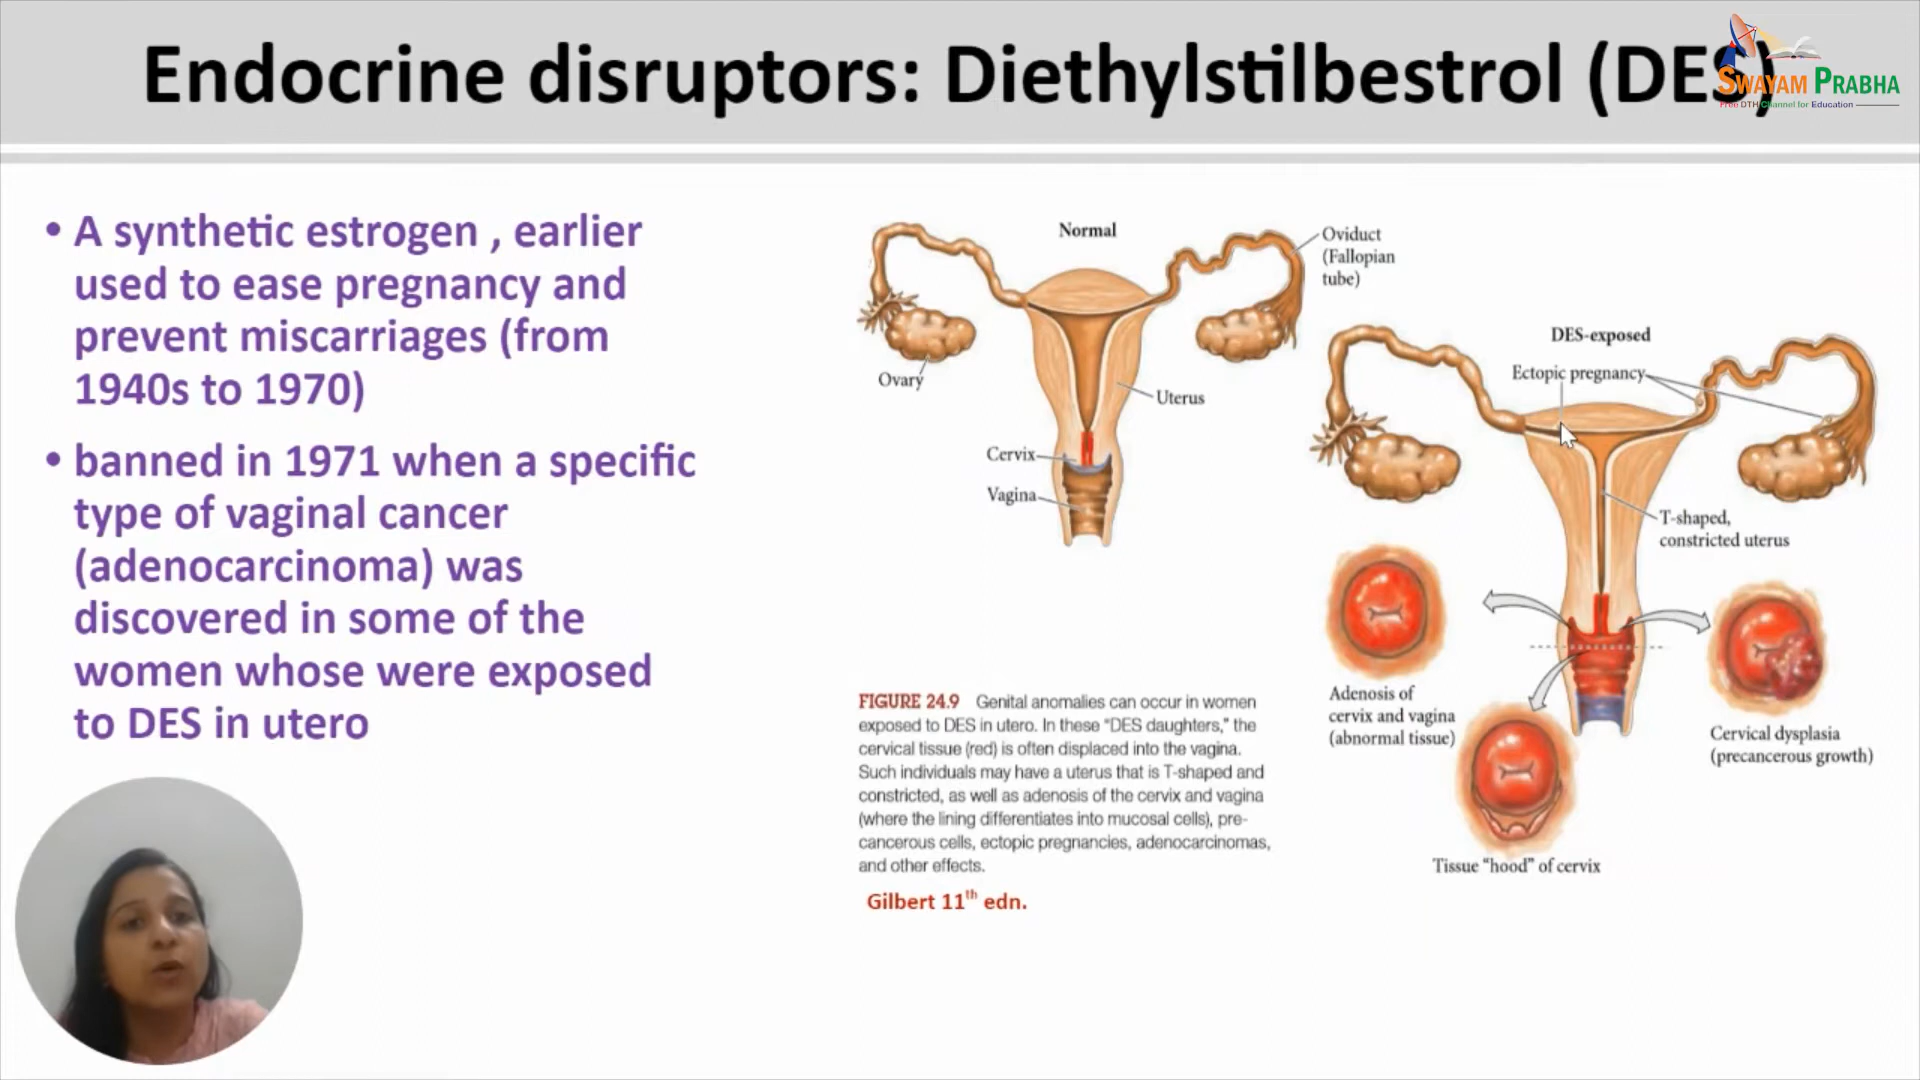 Endocrine disruptors: Diethylstilbestrol (DES)
SWAYAM PRABHA
Free DTH Channel for Education
• A synthetic estrogen , earlier
used to ease pregnancy and
prevent miscarriages (from
1940s to 1970)
• banned in 1971 when a specific
type of vaginal cancer
(adenocarcinoma) was
discovered in some of the
women whose were exposed
to DES in utero
Normal
Oviduct
(Fallopian
tube)
Ovary
Uterus
Cervix
Vagina
DES-exposed
Ectopic pregnancy
T-shaped,
constricted uterus
Adenosis of
cervix and vagina
(abnormal tissue)
Cervical dysplasia
(precancerous growth)
Tissue “hood” of cervix
FIGURE 24.9 Genital anomalies can occur in women
exposed to DES in utero. In these “DES daughters,” the
cervical tissue (red) is often displaced into the vagina.
Such individuals may have a uterus that is T-shaped and
constricted, as well as adenosis of the cervix and vagina
(where the lining differentiates into mucosal cells), pre-
cancerous cells, ectopic pregnancies, adenocarcinomas,
and other effects.
Gilbert 11th edn.